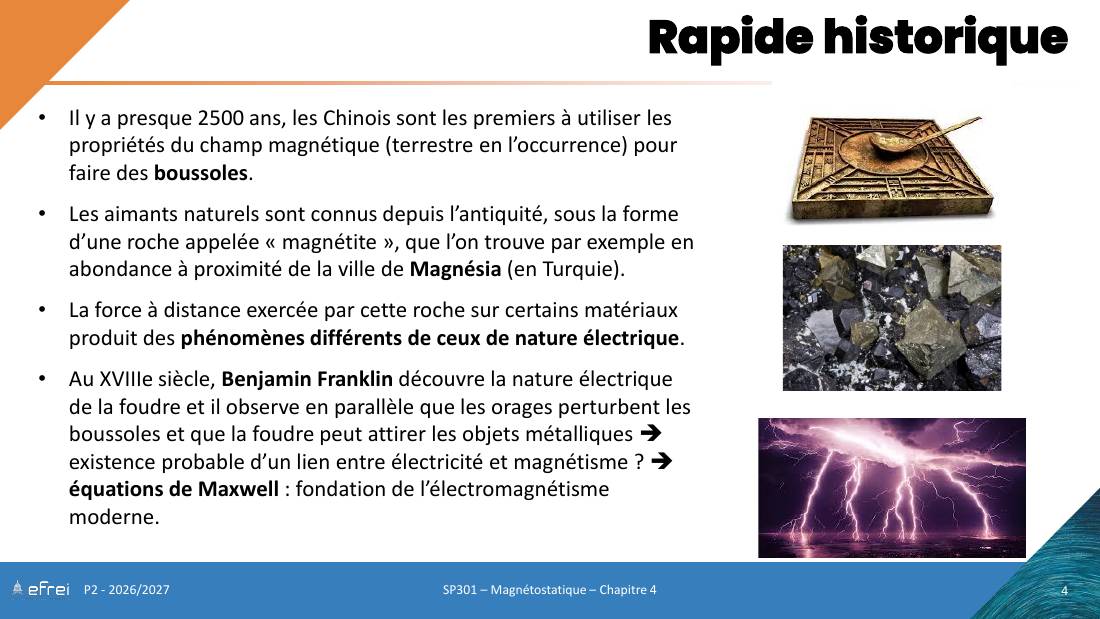 Rapide historique
• Il y a presque 2500 ans, les Chinois sont les premiers à utiliser les
propriétés du champ magnétique (terrestre en l’occurrence) pour
faire des boussoles.
• Les aimants naturels sont connus depuis l’antiquité, sous la forme
d’une roche appelée « magnétite », que l’on trouve par exemple en
abondance à proximité de la ville de Magnésia (en Turquie).
• La force à distance exercée par cette roche sur certains matériaux
produit des phénomènes différents de ceux de nature électrique.
• Au XVIIIe siècle, Benjamin Franklin découvre la nature électrique
de la foudre et il observe en parallèle que les orages perturbent les
boussoles et que la foudre peut attirer les objets métalliques ➔
existence probable d’un lien entre électricité et magnétisme ? ➔
équations de Maxwell : fondation de l’électromagnétisme
moderne.
efrei P2 - 2026/2027 SP301 – Magnétostatique – Chapitre 4 4